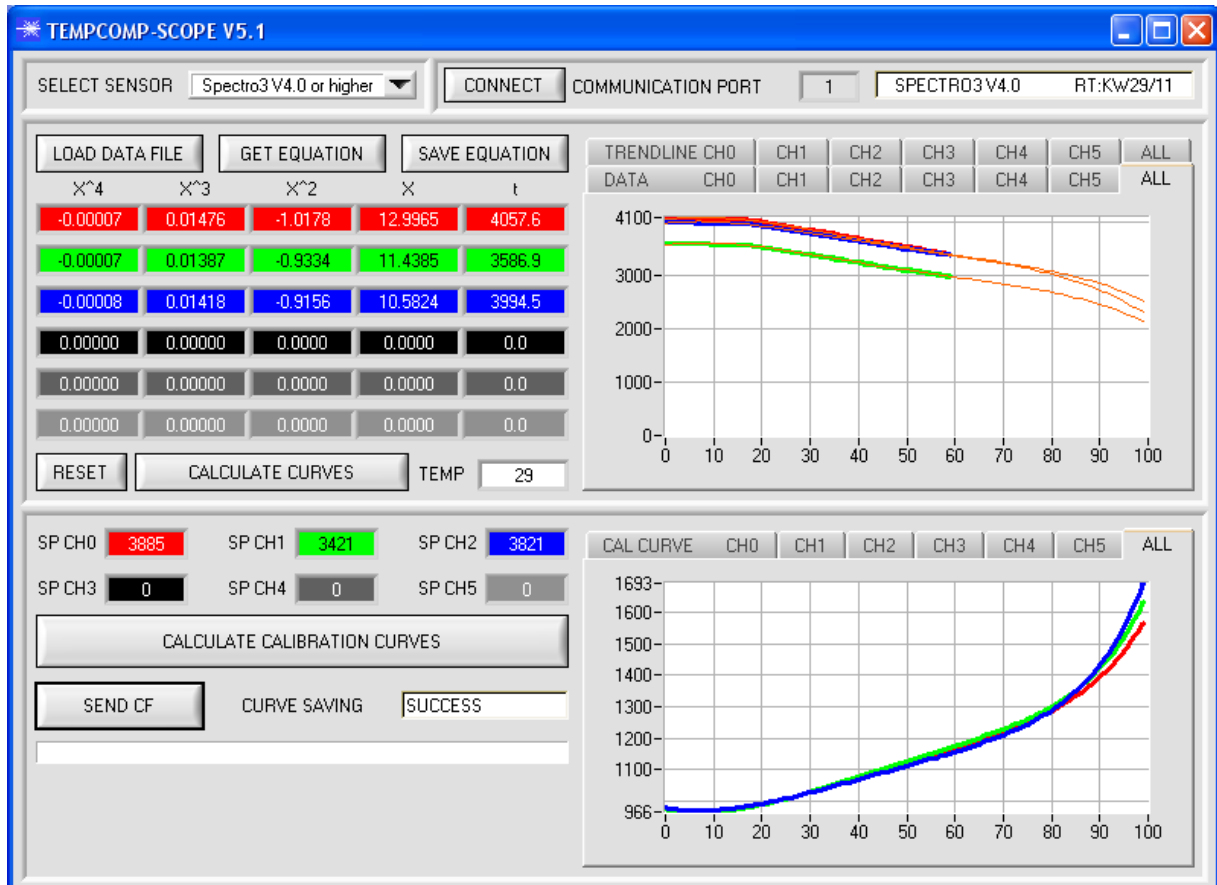 TEMPCOMP-SCOPE V5.1
SELECT SENSOR Spectro3 V4.0 or higher CONNECT COMMUNICATION PORT 1 SPECTRO3 V4.0 RT:KW29/11
LOAD DATA FILE GET EQUATION SAVE EQUATION
X^4 X^3 X^2 X t
-0.00007 0.01476 -1.0178 12.9965 4057.6
-0.00007 0.01387 -0.9334 11.4385 3586.9
-0.00008 0.01418 -0.9156 10.5824 3994.5
0.00000 0.00000 0.0000 0.0000 0.0
0.00000 0.00000 0.0000 0.0000 0.0
0.00000 0.00000 0.0000 0.0000 0.0
RESET CALCULATE CURVES TEMP 29
TRENDLINE CH0 CH1 CH2 CH3 CH4 CH5 ALL
DATA CH0 CH1 CH2 CH3 CH4 CH5 ALL
4100
3000
2000
1000
0
0 10 20 30 40 50 60 70 80 90 100
SP CH0 3885 SP CH1 3421 SP CH2 3821
SP CH3 0 SP CH4 0 SP CH5 0
CALCULATE CALIBRATION CURVES
SEND CF CURVE SAVING SUCCESS
CAL CURVE CH0 CH1 CH2 CH3 CH4 CH5 ALL
1693
1600
1500
1400
1300
1200
1100
966
0 10 20 30 40 50 60 70 80 90 100